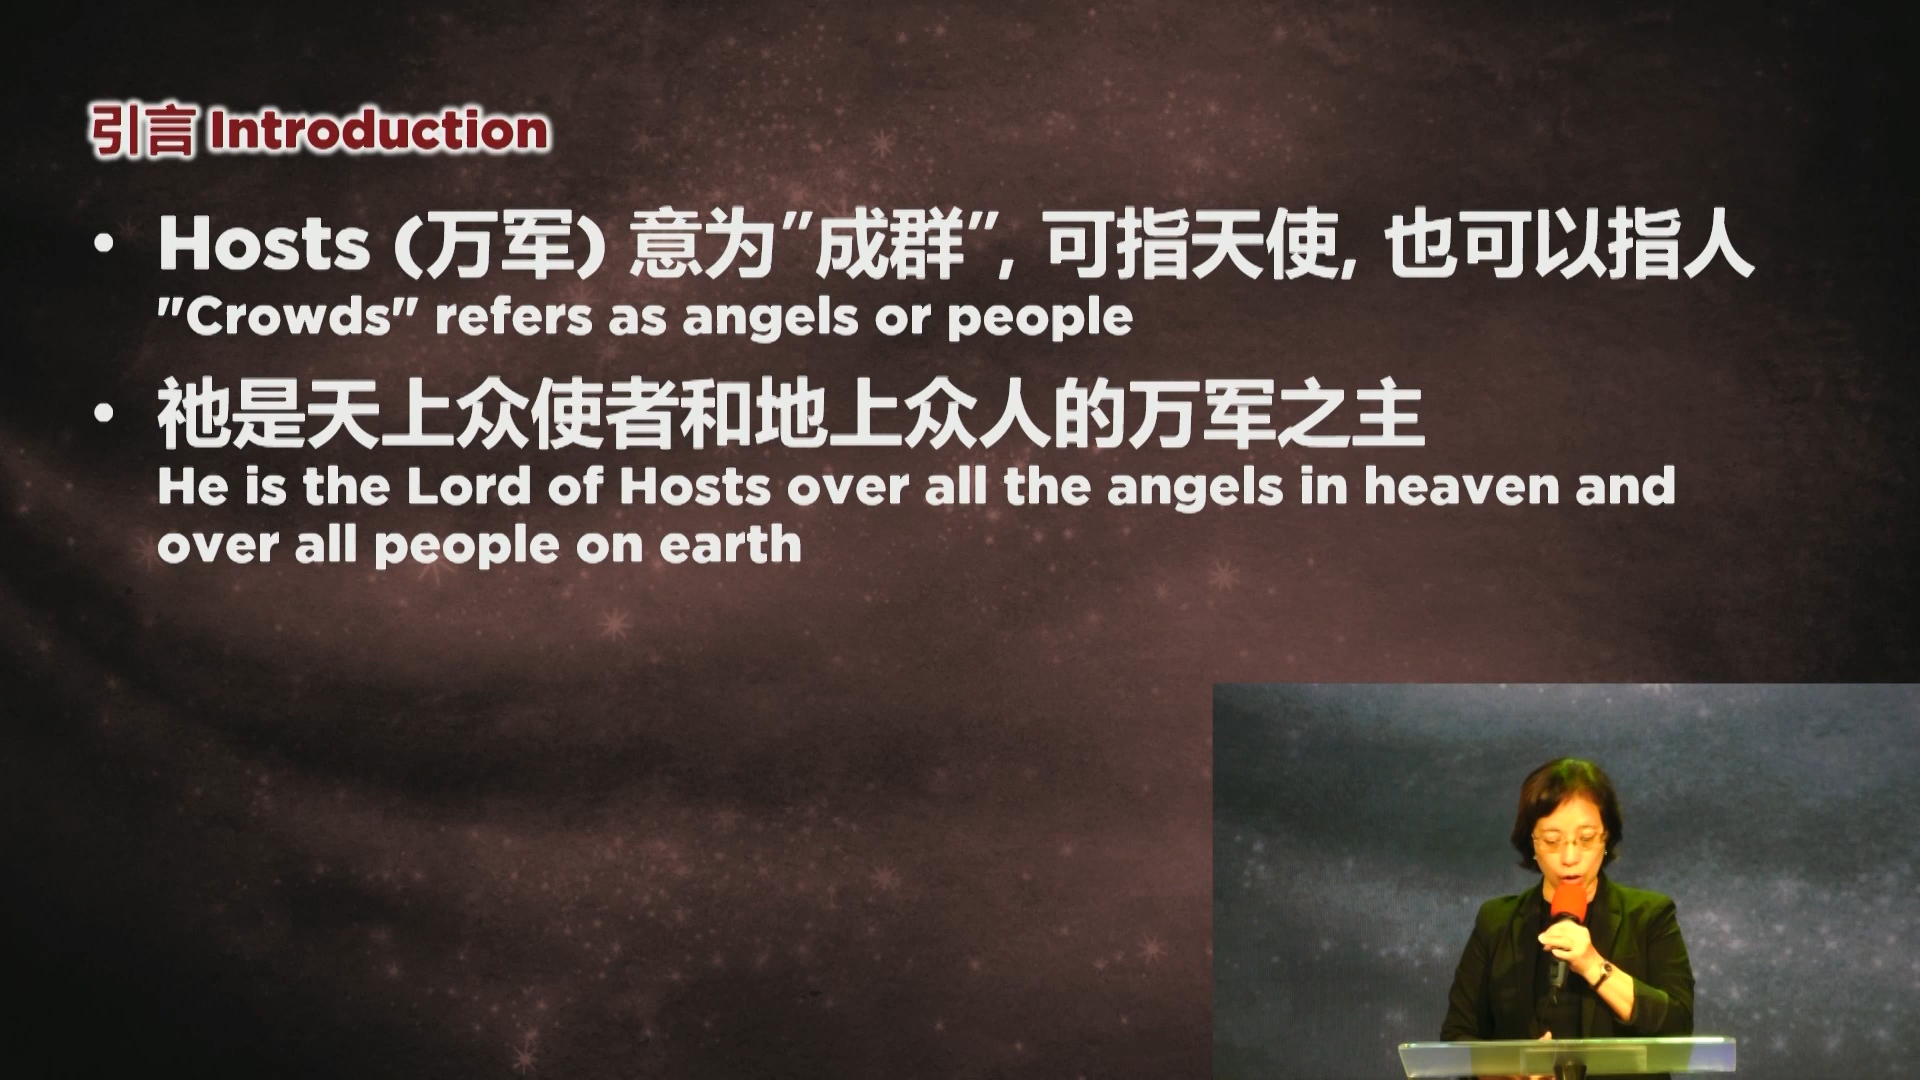 引言 Introduction
• Hosts (万军) 意为"成群", 可指天使, 也可以指人
"Crowds" refers as angels or people
• 祂是天上众使者和地上众人的万军之主
He is the Lord of Hosts over all the angels in heaven and
over all people on earth